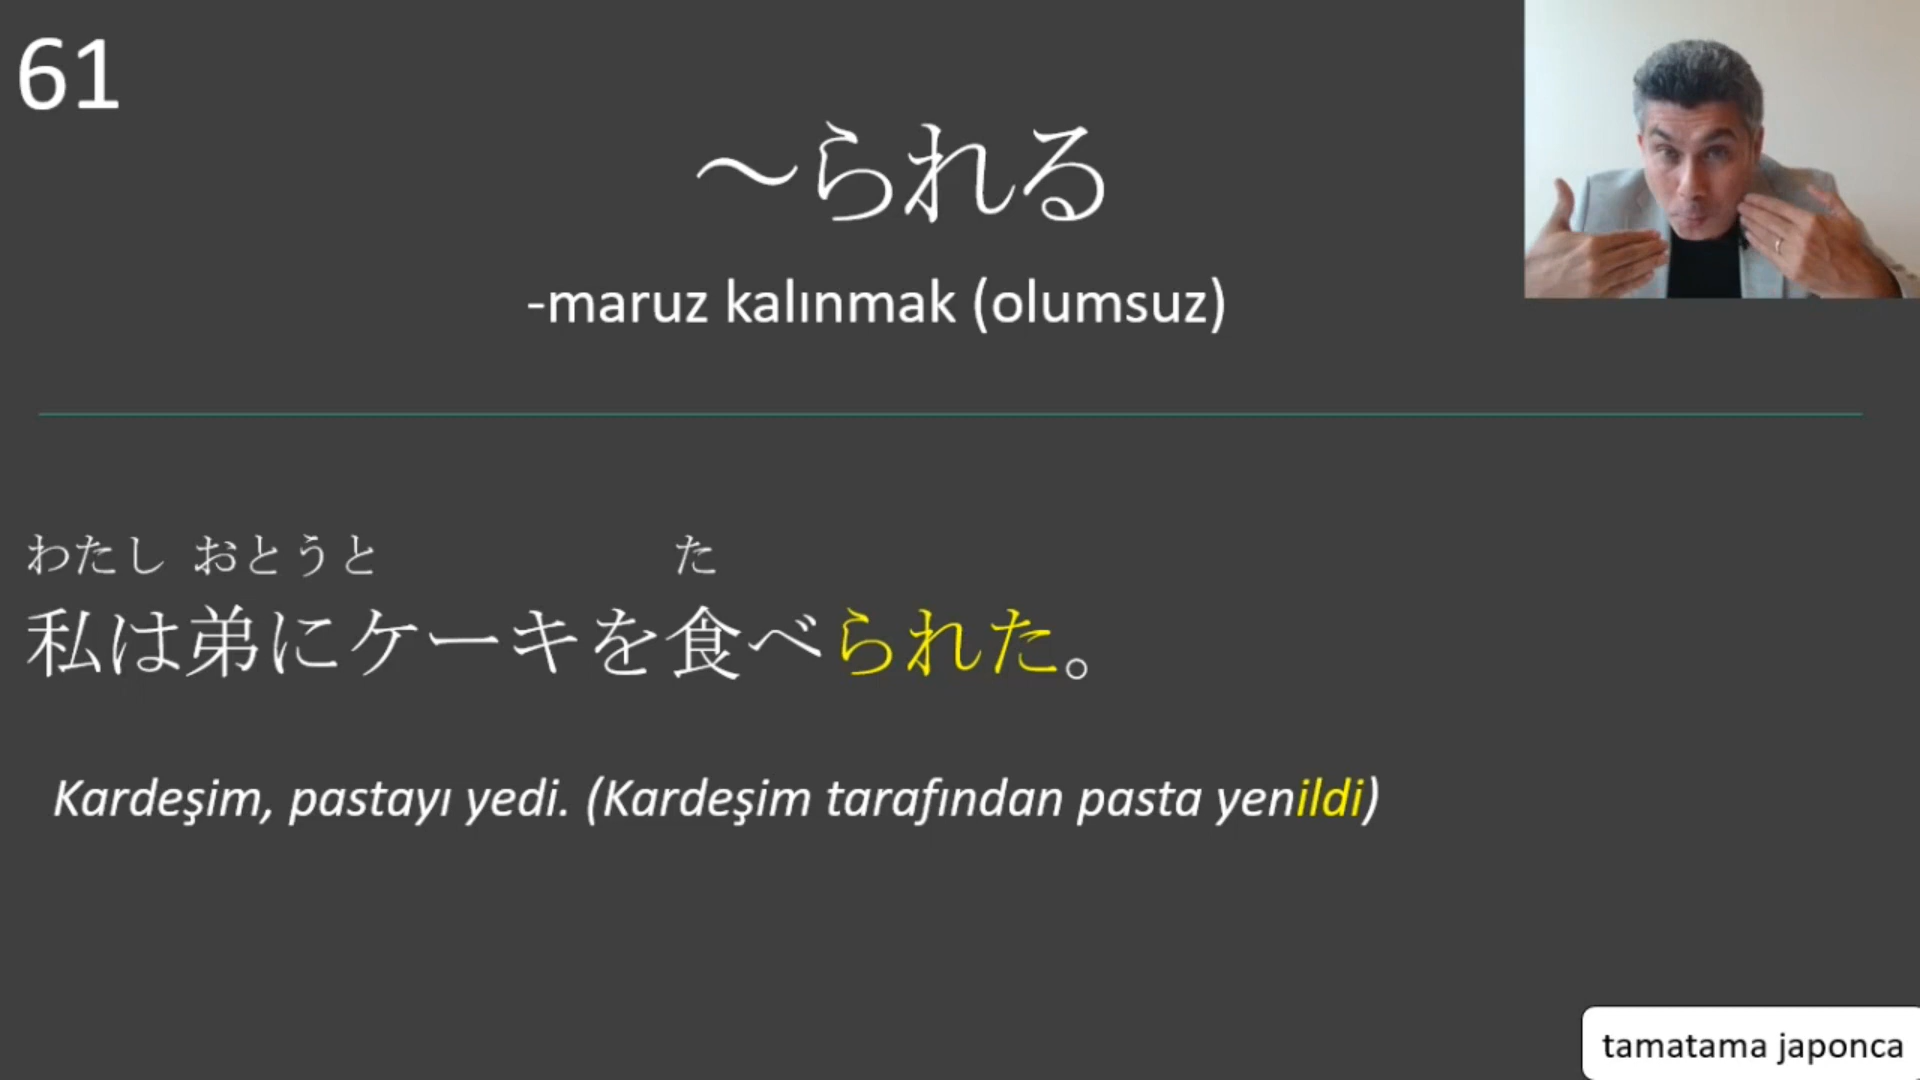 61
～られる
-maruz kalınmak (olumsuz)
わたし おとうと た
私は弟にケーキを食べられた。
Kardeşim, pastayı yedi. (Kardeşim tarafından pasta yenildi)
tamatama japonca